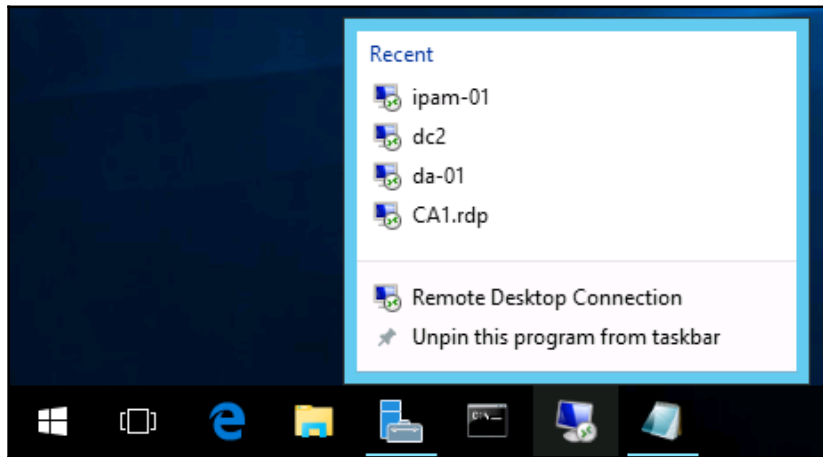 Recent
ipam-01
dc2
da-01
CA1.rdp
Remote Desktop Connection
Unpin this program from taskbar